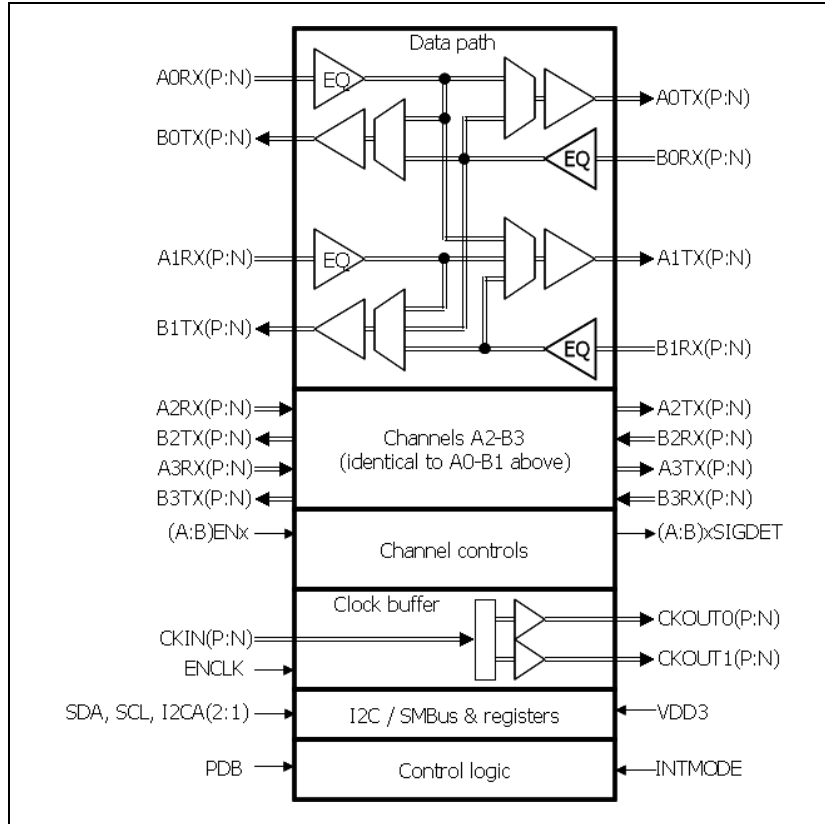 Data path
A0RX(P:N)
EQ
A0TX(P:N)
B0TX(P:N)
EQ
B0RX(P:N)
A1RX(P:N)
EQ
A1TX(P:N)
B1TX(P:N)
EQ
B1RX(P:N)
A2RX(P:N)
A2TX(P:N)
B2TX(P:N)
Channels A2-B3
B2RX(P:N)
A3RX(P:N)
(identical to A0-B1 above)
A3TX(P:N)
B3TX(P:N)
B3RX(P:N)
(A:B)ENx
(A:B)xSIGDET
Channel controls
Clock buffer
CKOUT0(P:N)
CKIN(P:N)
CKOUT1(P:N)
ENCLK
SDA, SCL, I2CA(2:1)
I2C / SMBus & registers
VDD3
PDB
Control logic
INTMODE